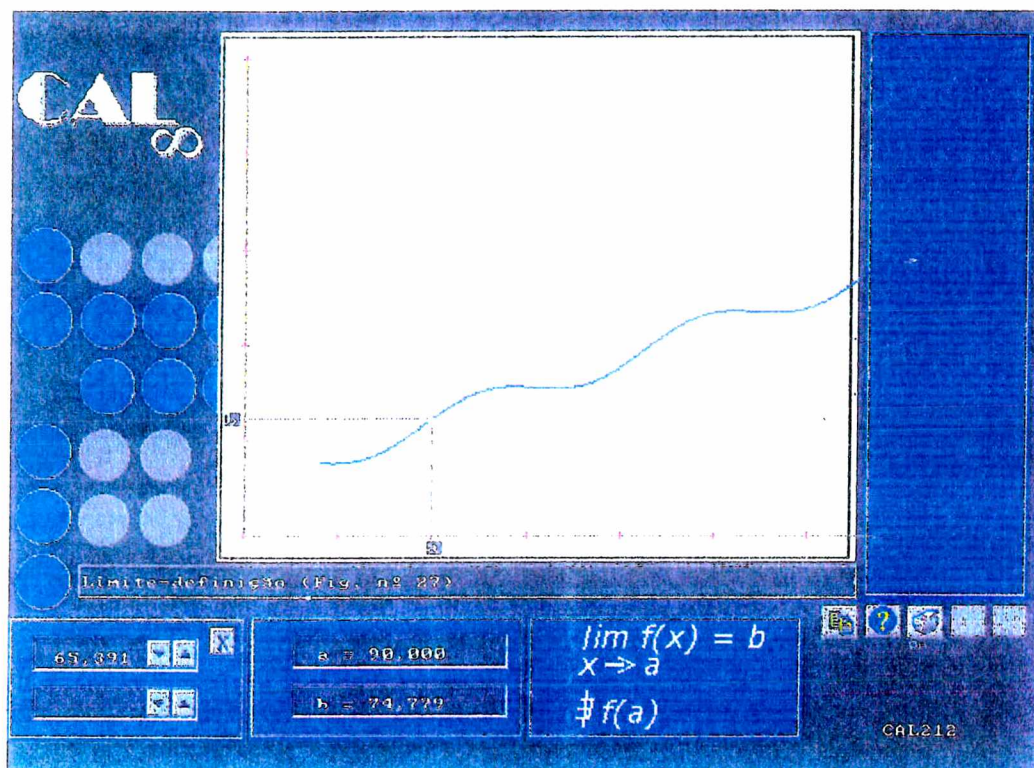 CAL
∞
Limite-definição (Fig. nº 27)
65,391
a = 90,000
b = 74,779
lim f(x) = b
x -> a
∄ f(a)
CAL212